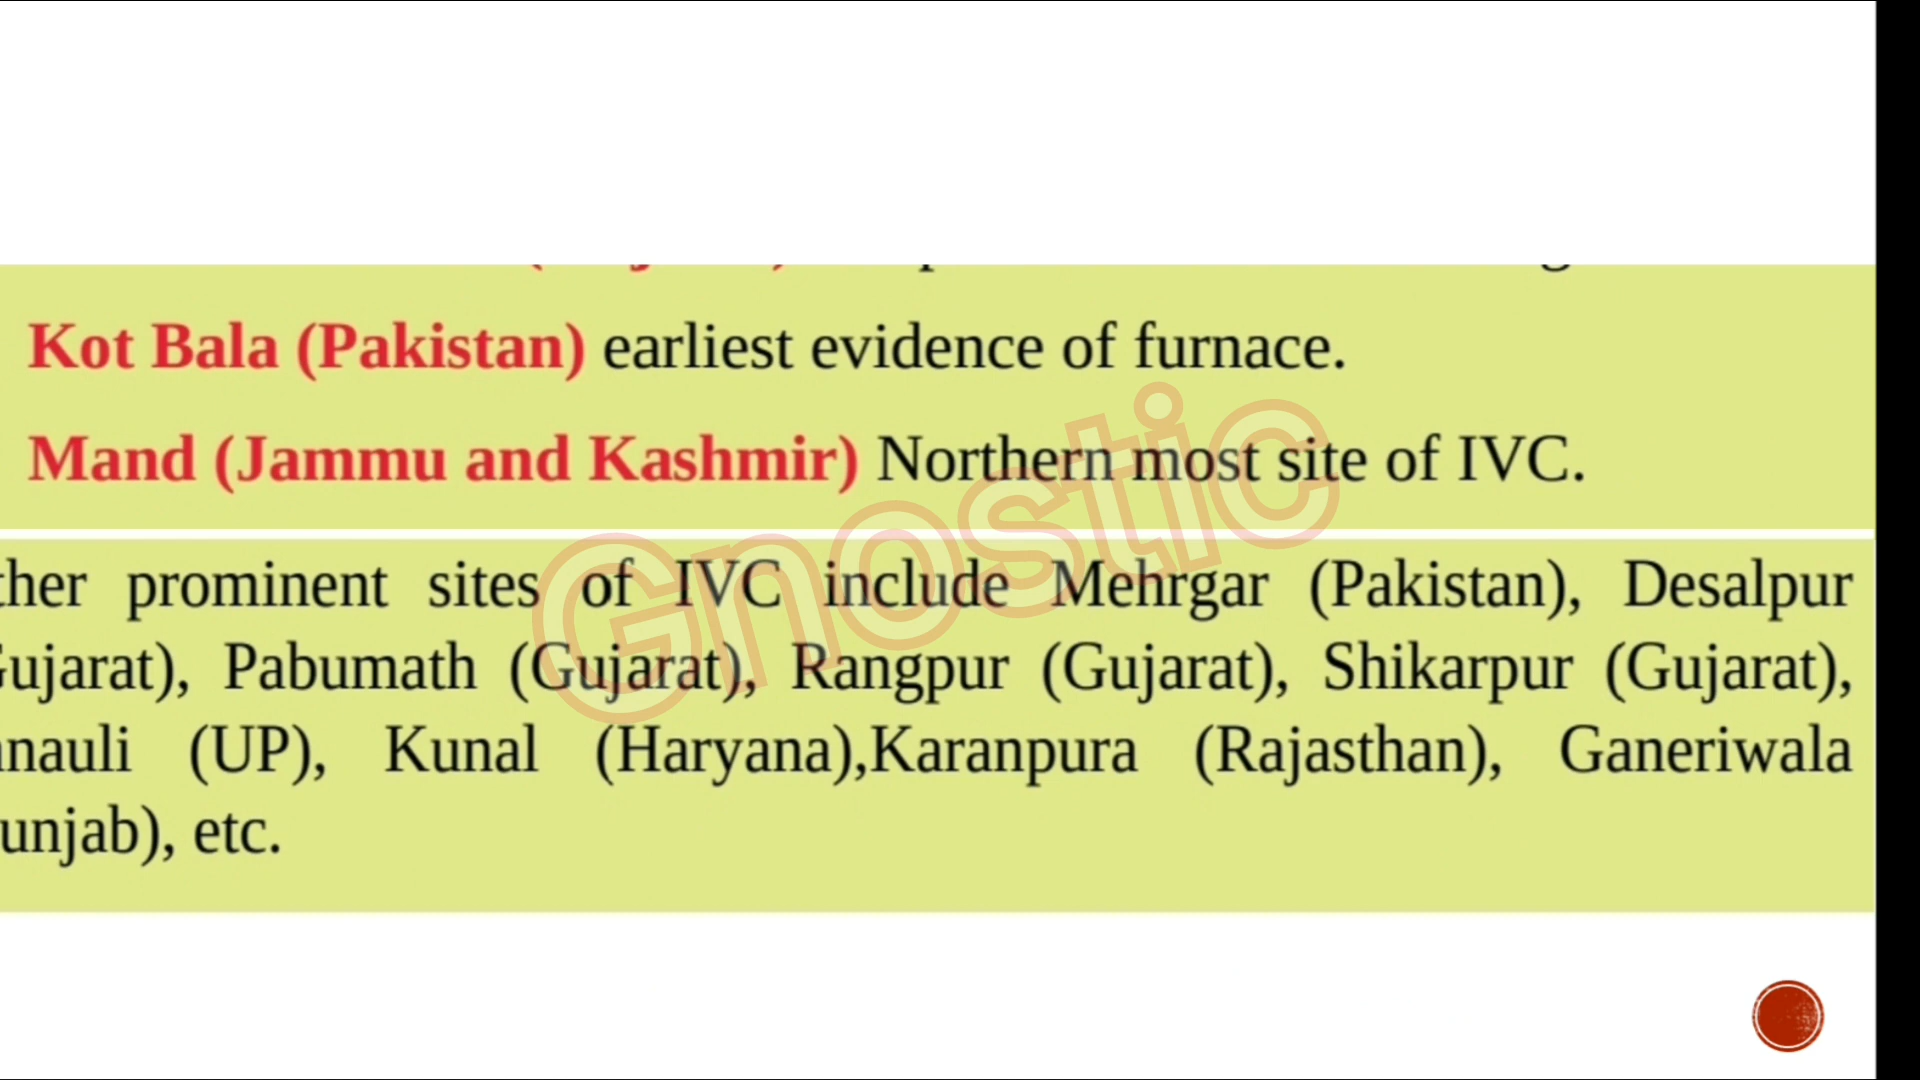 Kot Bala (Pakistan) earliest evidence of furnace.
Mand (Jammu and Kashmir) Northern most site of IVC.
ther prominent sites of IVC include Mehrgar (Pakistan), Desalpur
Gujarat), Pabumath (Gujarat), Rangpur (Gujarat), Shikarpur (Gujarat),
nauli (UP), Kunal (Haryana),Karanpura (Rajasthan), Ganeriwala
unjab), etc.
Gnostic